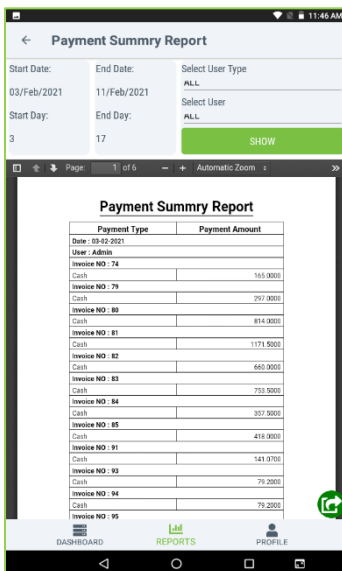 11:46 AM
Payment Summry Report
Start Date:
End Date:
Select User Type
03/Feb/2021
11/Feb/2021
ALL
Select User
Start Day:
End Day:
ALL
3
17
SHOW
Page: 1 of 6 − + Automatic Zoom
Payment Summry Report
Payment Type Payment Amount
Date : 03-02-2021
User : Admin
Invoice NO : 74
Cash 165.0000
Invoice NO : 79
Cash 297.0000
Invoice NO : 80
Cash 814.0000
Invoice NO : 81
Cash 1171.5000
Invoice NO : 82
Cash 660.0000
Invoice NO : 83
Cash 753.5000
Invoice NO : 84
Cash 357.5000
Invoice NO : 85
Cash 418.0000
Invoice NO : 91
Cash 141.0700
Invoice NO : 93
Cash 79.2000
Invoice NO : 94
Cash 79.2000
Invoice NO : 95
DASHBOARD REPORTS PROFILE